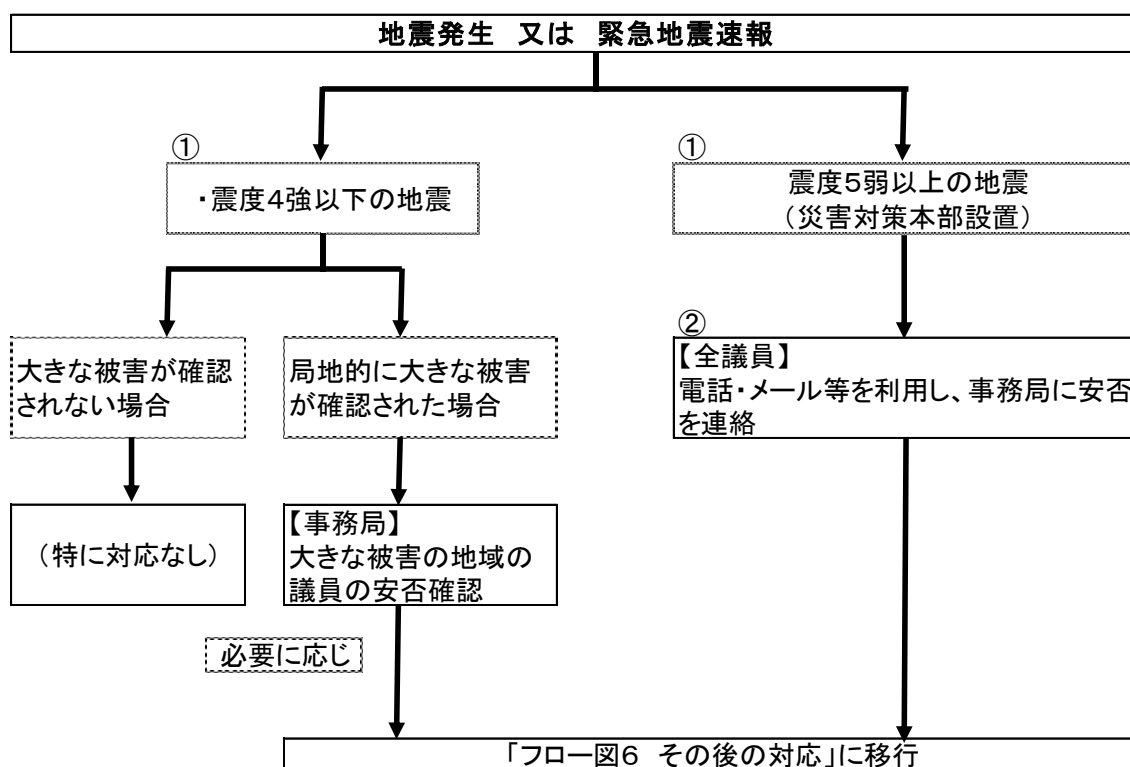 地震発生　又は　緊急地震速報
①
・震度４強以下の地震
①
震度５弱以上の地震
（災害対策本部設置）
大きな被害が確認
されない場合
局地的に大きな被害
が確認された場合
②
【全議員】
電話・メール等を利用し、事務局に安否
を連絡
（特に対応なし）
【事務局】
大きな被害の地域の
議員の安否確認
必要に応じ
「フロー図６　その後の対応」に移行